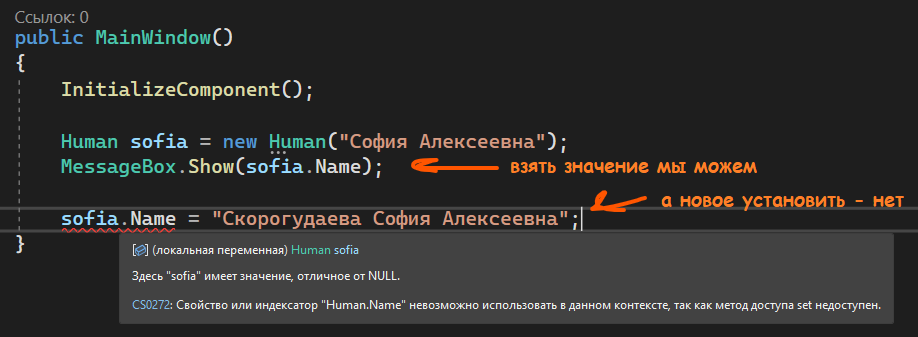 Ссылок: 0
public MainWindow()
{
InitializeComponent();
Human sofia = new Human("София Алексеевна");
MessageBox.Show(sofia.Name);
взять значение мы можем
а новое установить - нет
sofia.Name = "Скорогудаева София Алексеевна";
}
(локальная переменная) Human sofia
Здесь "sofia" имеет значение, отличное от NULL.
CS0272: Свойство или индексатор "Human.Name" невозможно использовать в данном контексте, так как метод доступа set недоступен.